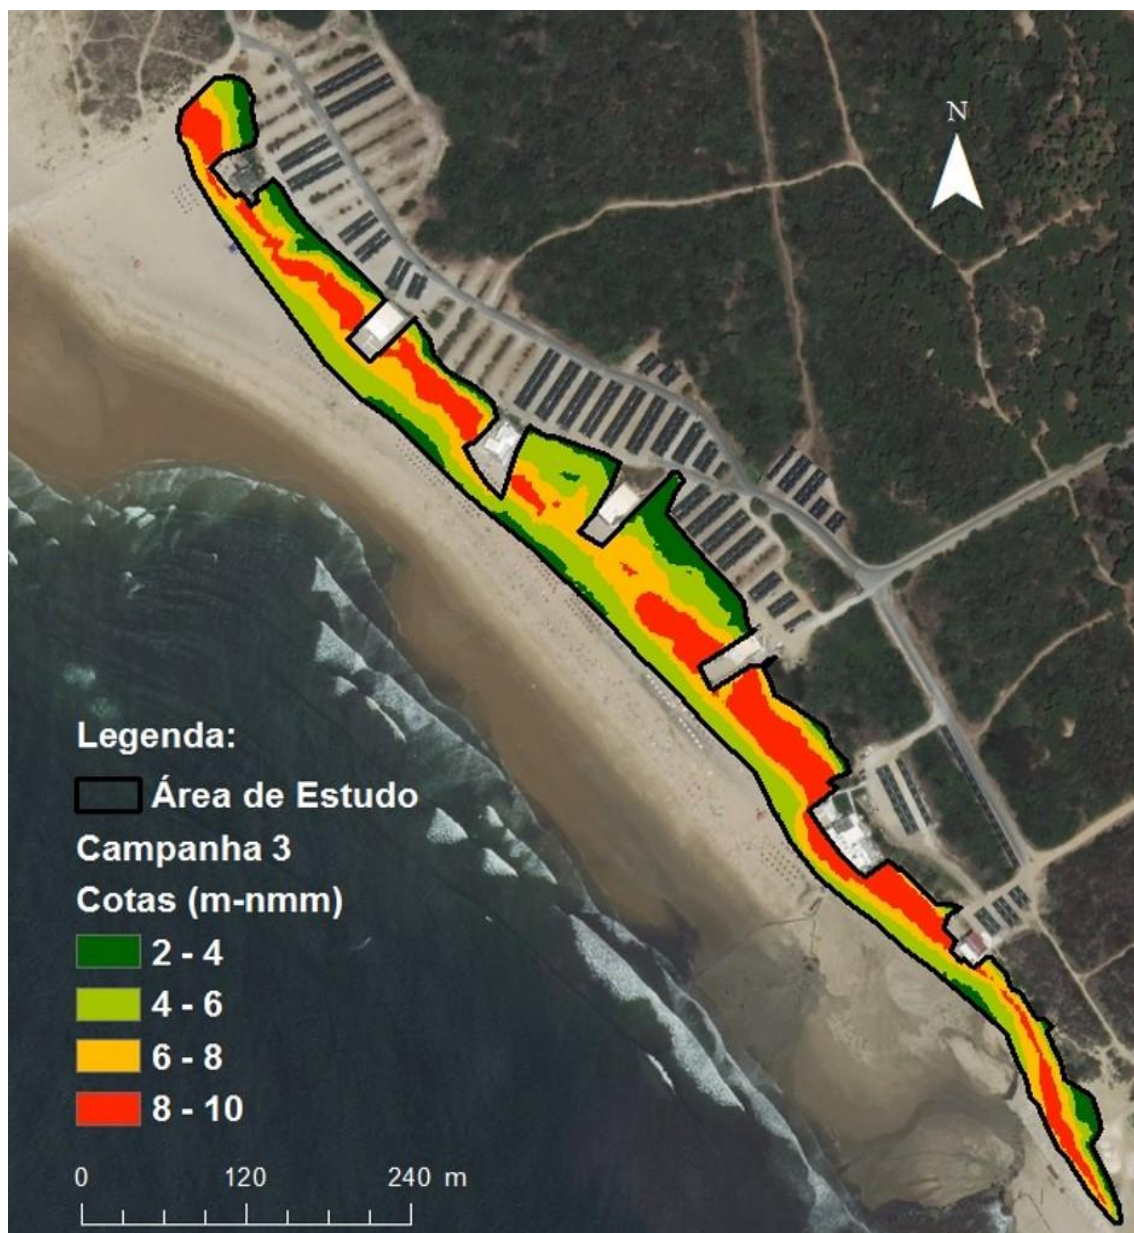 N
Legenda:
Área de Estudo
Campanha 3
Cotas (m-nmm)
2 - 4
4 - 6
6 - 8
8 - 10
0 120 240 m